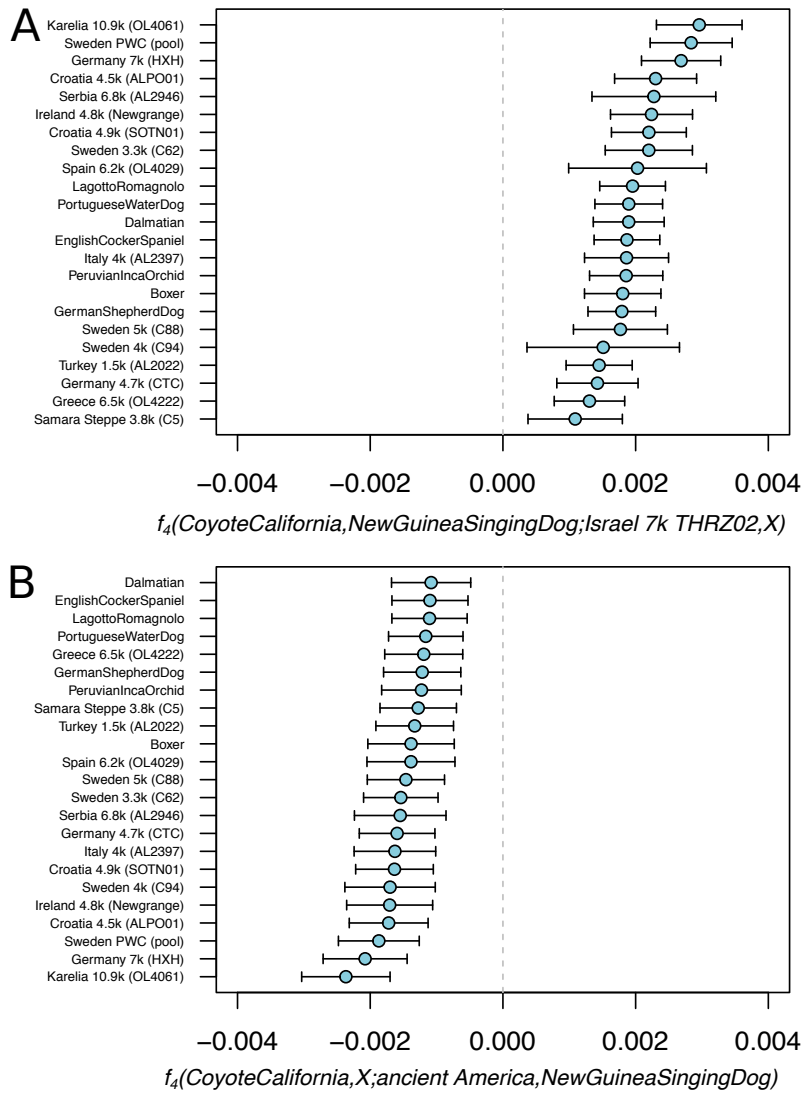 A
Karelia 10.9k (OL4061)
Sweden PWC (pool)
Germany 7k (HXH)
Croatia 4.5k (ALPO01)
Serbia 6.8k (AL2946)
Ireland 4.8k (Newgrange)
Croatia 4.9k (SOTN01)
Sweden 3.3k (C62)
Spain 6.2k (OL4029)
LagottoRomagnolo
PortugueseWaterDog
Dalmatian
EnglishCockerSpaniel
Italy 4k (AL2397)
PeruvianIncaOrchid
Boxer
GermanShepherdDog
Sweden 5k (C88)
Sweden 4k (C94)
Turkey 1.5k (AL2022)
Germany 4.7k (CTC)
Greece 6.5k (OL4222)
Samara Steppe 3.8k (C5)
−0.004 −0.002 0.000 0.002 0.004
f4(CoyoteCalifornia,NewGuineaSingingDog;Israel 7k THRZ02,X)
B
Dalmatian
EnglishCockerSpaniel
LagottoRomagnolo
PortugueseWaterDog
Greece 6.5k (OL4222)
GermanShepherdDog
PeruvianIncaOrchid
Samara Steppe 3.8k (C5)
Turkey 1.5k (AL2022)
Boxer
Spain 6.2k (OL4029)
Sweden 5k (C88)
Sweden 3.3k (C62)
Serbia 6.8k (AL2946)
Germany 4.7k (CTC)
Italy 4k (AL2397)
Croatia 4.9k (SOTN01)
Sweden 4k (C94)
Ireland 4.8k (Newgrange)
Croatia 4.5k (ALPO01)
Sweden PWC (pool)
Germany 7k (HXH)
Karelia 10.9k (OL4061)
−0.004 −0.002 0.000 0.002 0.004
f4(CoyoteCalifornia,X;ancient America,NewGuineaSingingDog)